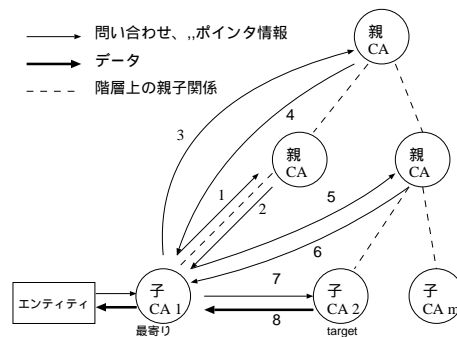 問い合わせ、,,ポインタ情報
データ
階層上の親子関係
親
CA
3
4
親
CA
親
CA
1
2
5
6
エンティティ
子
CA 1
最寄り
7
8
子
CA 2
target
子
CA m